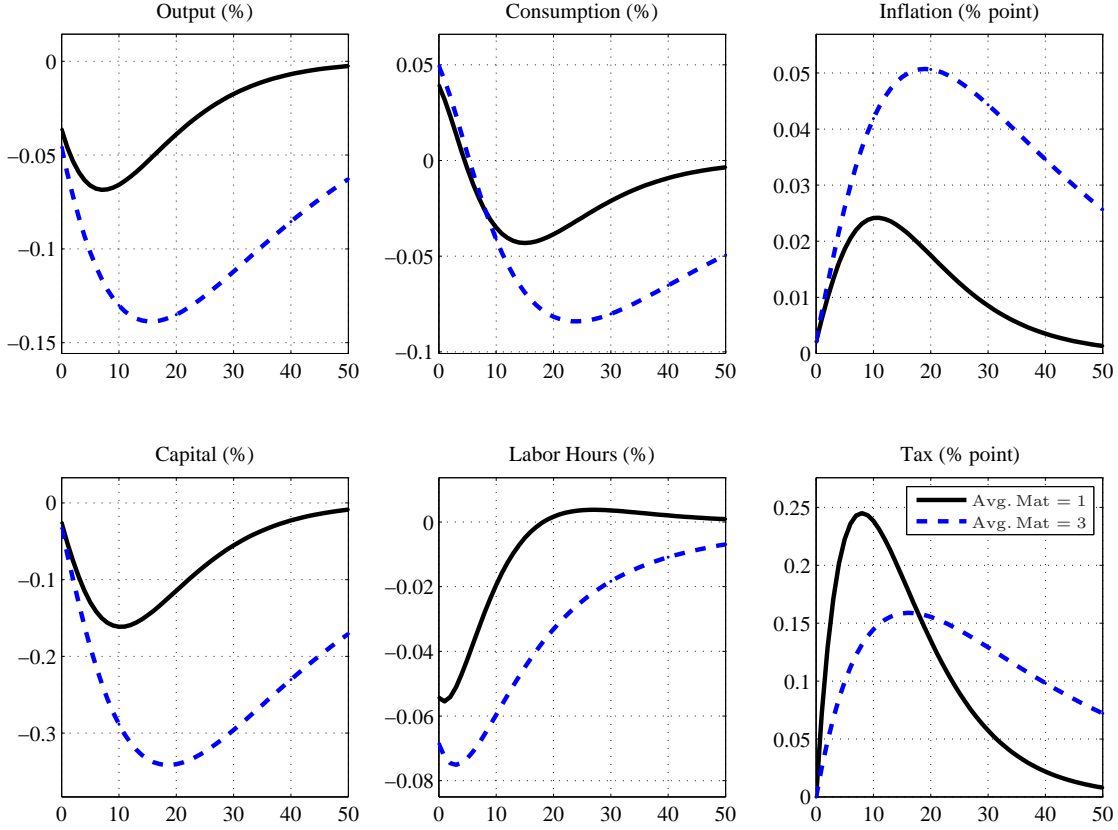 Output (%)
0
−0.05
−0.1
−0.15
0 10 20 30 40 50
Consumption (%)
0.05
0
−0.05
−0.1
0 10 20 30 40 50
Inflation (% point)
0.05
0.04
0.03
0.02
0.01
0
0 10 20 30 40 50
Capital (%)
0
−0.1
−0.2
−0.3
0 10 20 30 40 50
Labor Hours (%)
0
−0.02
−0.04
−0.06
−0.08
0 10 20 30 40 50
Tax (% point)
Avg. Mat = 1
Avg. Mat = 3
0.25
0.2
0.15
0.1
0.05
0
0 10 20 30 40 50